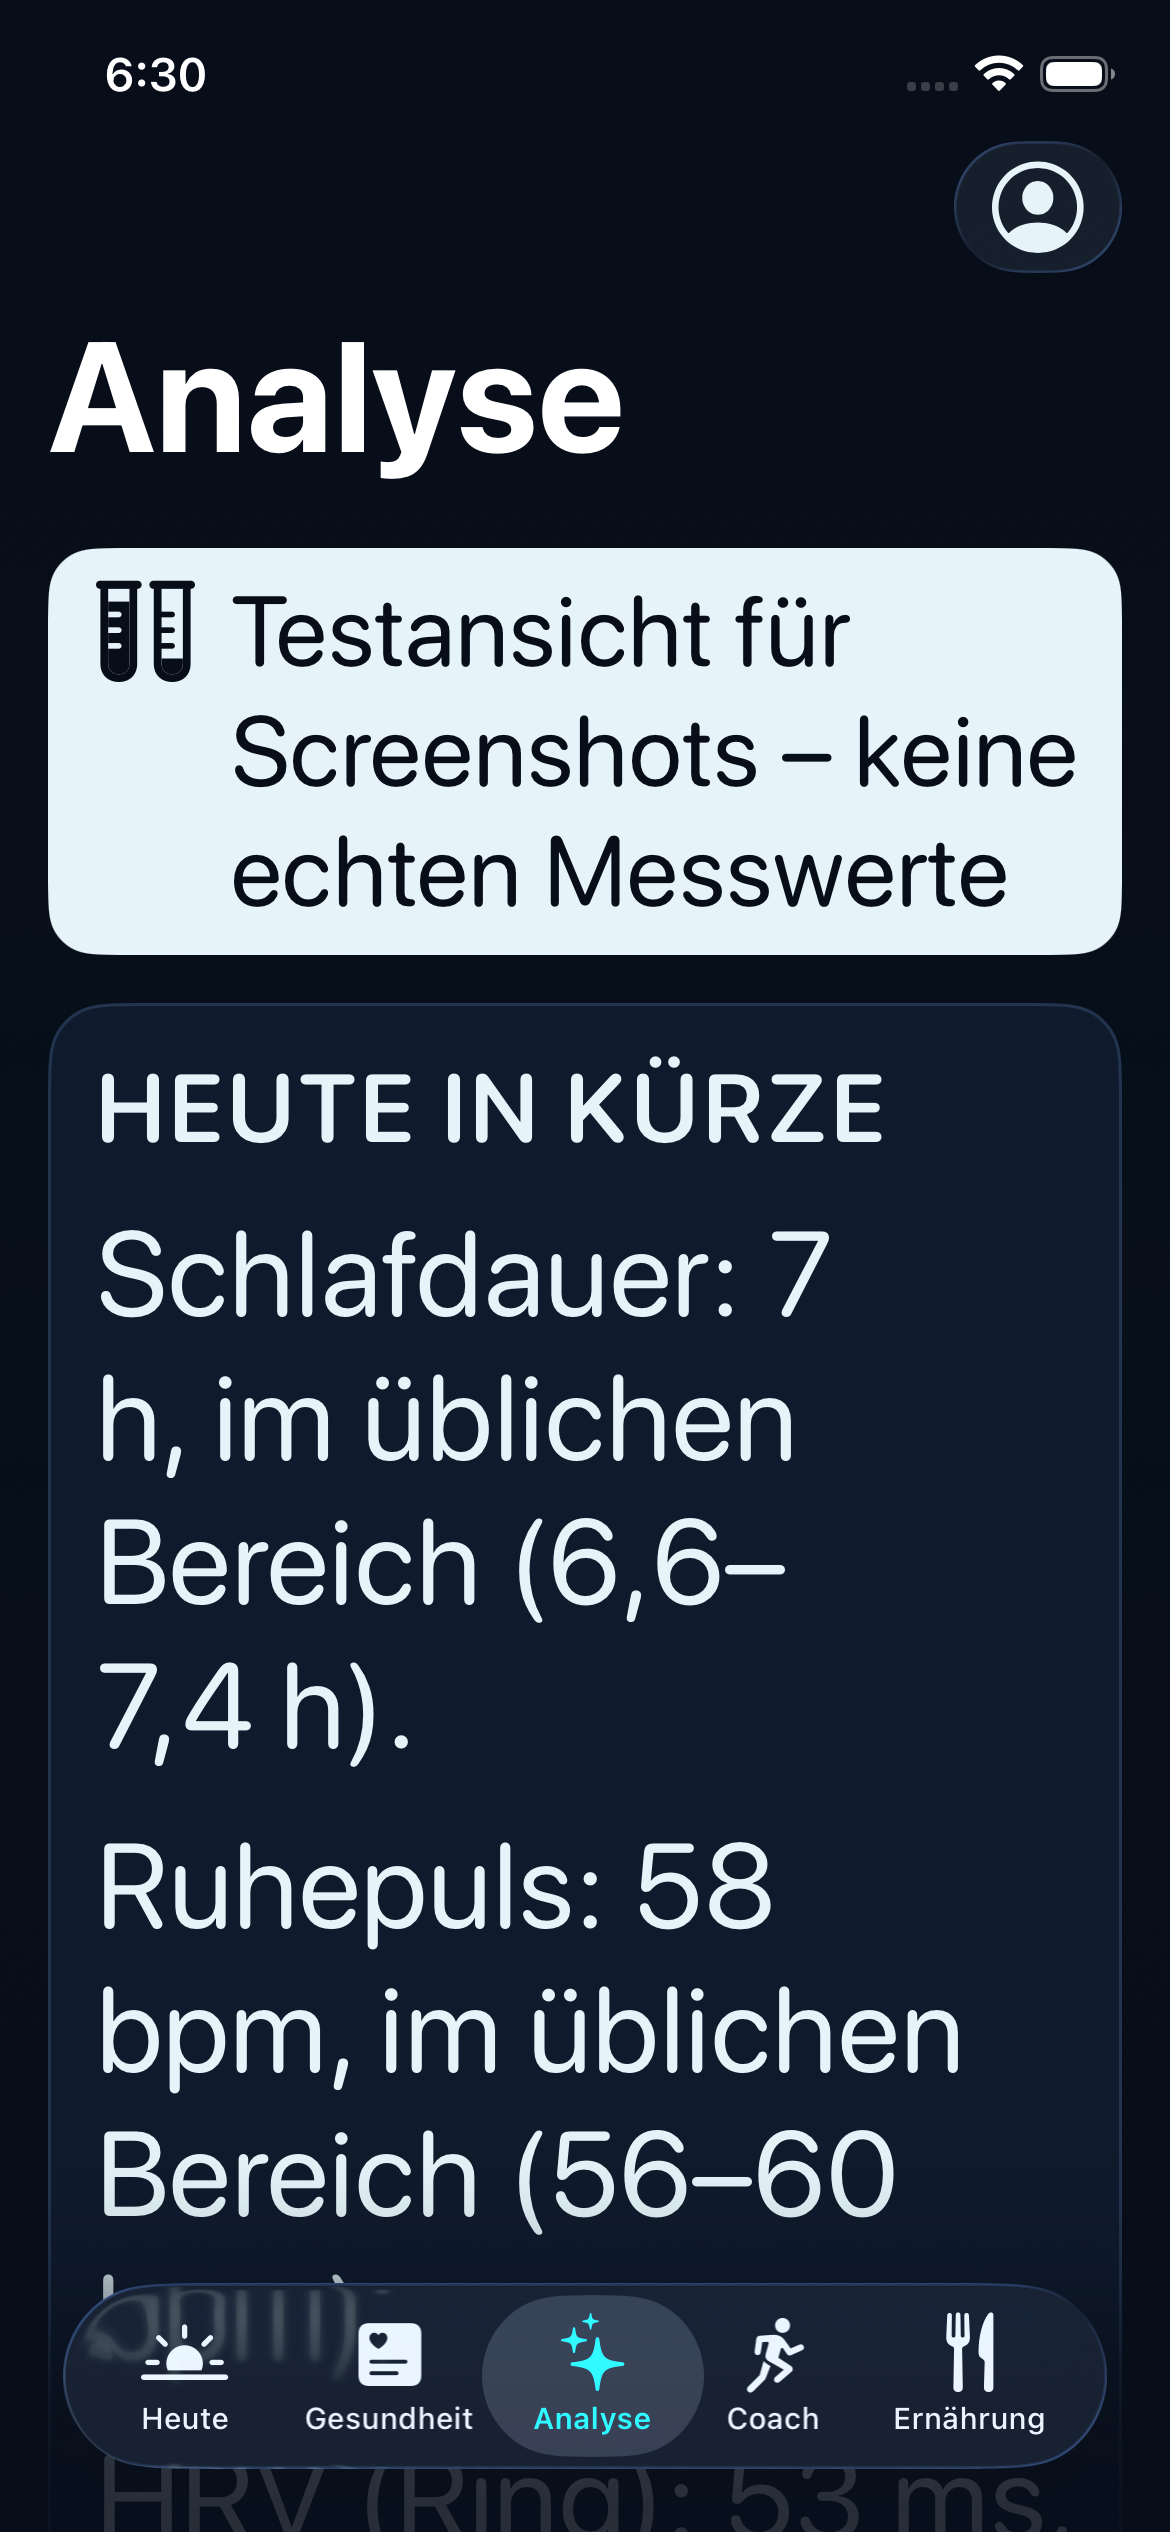 6:30
Analyse
Testansicht für
Screenshots – keine
echten Messwerte
HEUTE IN KÜRZE
Schlafdauer: 7
h, im üblichen
Bereich (6,6–
7,4 h).
Ruhepuls: 58
bpm, im üblichen
Bereich (56–60
bpm).
Heute
Gesundheit
Analyse
Coach
Ernährung
HRV (Ring): 53 ms,